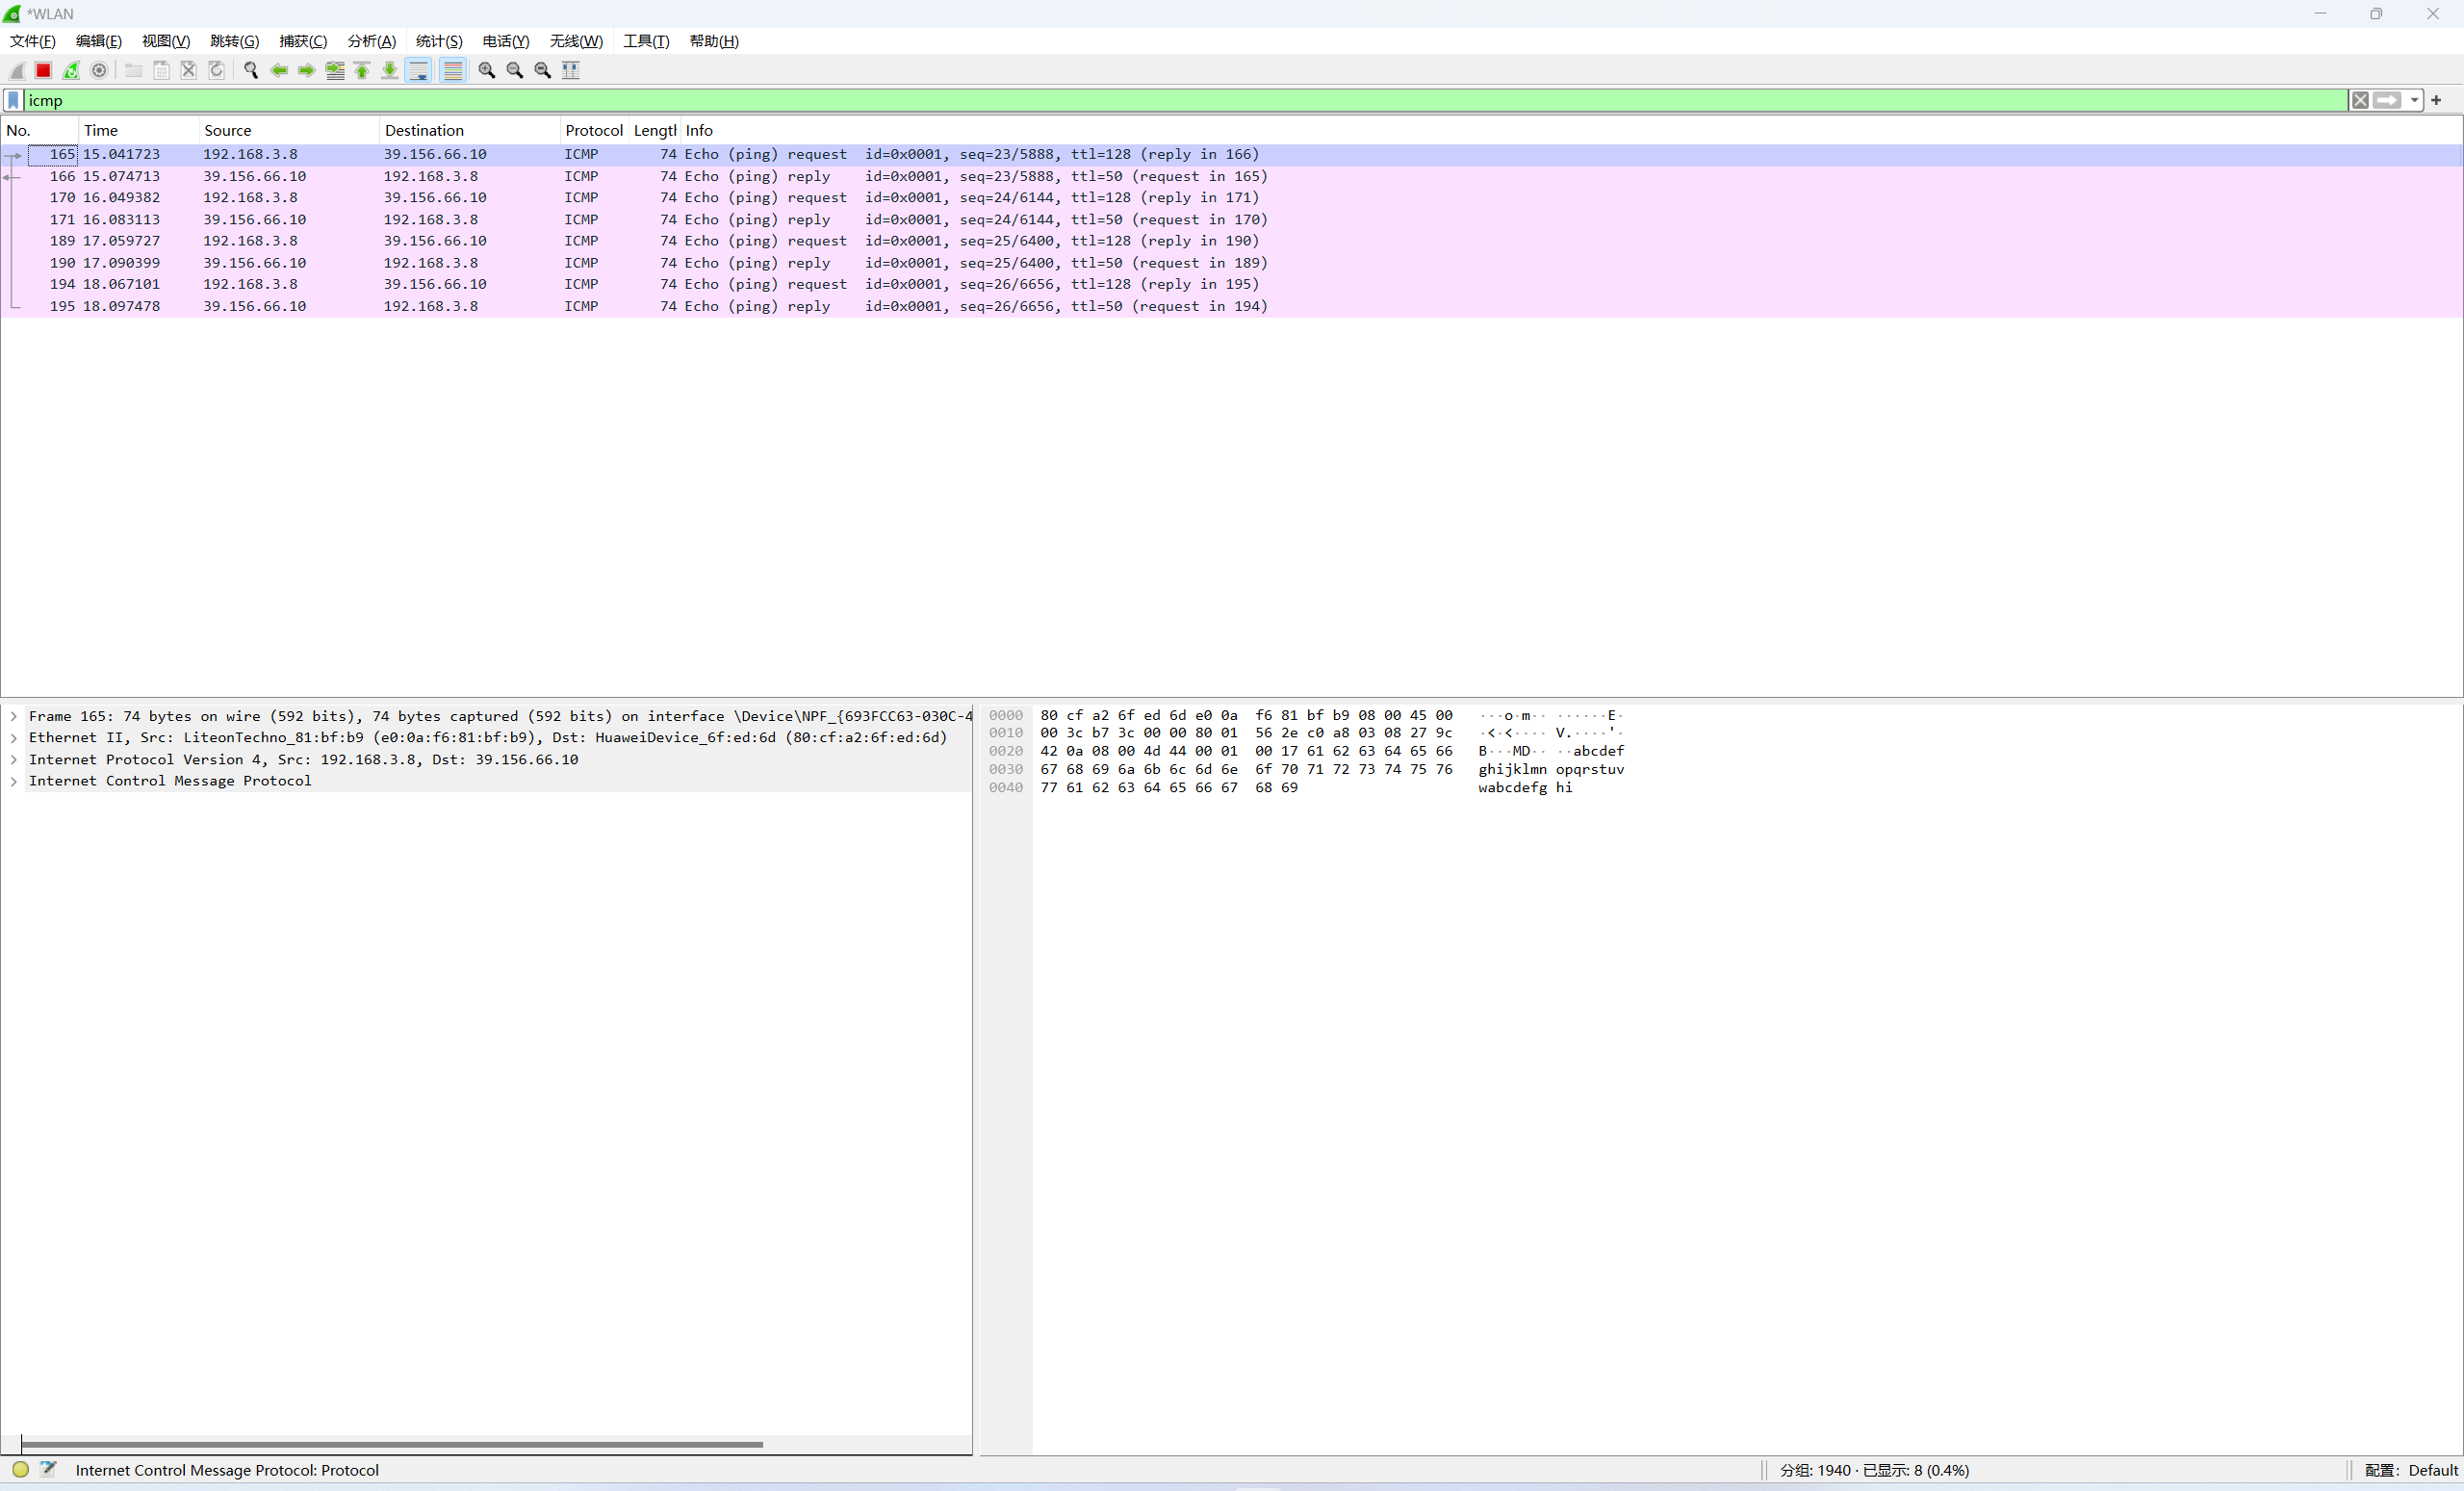 *WLAN
文件(F) 编辑(E) 视图(V) 跳转(G) 捕获(C) 分析(A) 统计(S) 电话(Y) 无线(W) 工具(T) 帮助(H)
icmp
No. Time Source Destination Protocol Length Info
165 15.041723 192.168.3.8 39.156.66.10 ICMP 74 Echo (ping) request id=0x0001, seq=23/5888, ttl=128 (reply in 166)
166 15.074713 39.156.66.10 192.168.3.8 ICMP 74 Echo (ping) reply id=0x0001, seq=23/5888, ttl=50 (request in 165)
170 16.049382 192.168.3.8 39.156.66.10 ICMP 74 Echo (ping) request id=0x0001, seq=24/6144, ttl=128 (reply in 171)
171 16.083113 39.156.66.10 192.168.3.8 ICMP 74 Echo (ping) reply id=0x0001, seq=24/6144, ttl=50 (request in 170)
189 17.059727 192.168.3.8 39.156.66.10 ICMP 74 Echo (ping) request id=0x0001, seq=25/6400, ttl=128 (reply in 190)
190 17.090399 39.156.66.10 192.168.3.8 ICMP 74 Echo (ping) reply id=0x0001, seq=25/6400, ttl=50 (request in 189)
194 18.067101 192.168.3.8 39.156.66.10 ICMP 74 Echo (ping) request id=0x0001, seq=26/6656, ttl=128 (reply in 195)
195 18.097478 39.156.66.10 192.168.3.8 ICMP 74 Echo (ping) reply id=0x0001, seq=26/6656, ttl=50 (request in 194)
Frame 165: 74 bytes on wire (592 bits), 74 bytes captured (592 bits) on interface \Device\NPF_{693FCC63-030C-4
Ethernet II, Src: LiteonTechno_81:bf:b9 (e0:0a:f6:81:bf:b9), Dst: HuaweiDevice_6f:ed:6d (80:cf:a2:6f:ed:6d)
Internet Protocol Version 4, Src: 192.168.3.8, Dst: 39.156.66.10
Internet Control Message Protocol
0000 80 cf a2 6f ed 6d e0 0a f6 81 bf b9 08 00 45 00 ···o·m·· ······E·
0010 00 3c b7 3c 00 00 80 01 56 2e c0 a8 03 08 27 9c ·<·<···· V.····'·
0020 42 0a 08 00 4d 44 00 01 00 17 61 62 63 64 65 66 B···MD·· ··abcdef
0030 67 68 69 6a 6b 6c 6d 6e 6f 70 71 72 73 74 75 76 ghijklmn opqrstuv
0040 77 61 62 63 64 65 66 67 68 69 wabcdefg hi
Internet Control Message Protocol: Protocol 分组: 1940 · 已显示: 8 (0.4%) 配置: Default